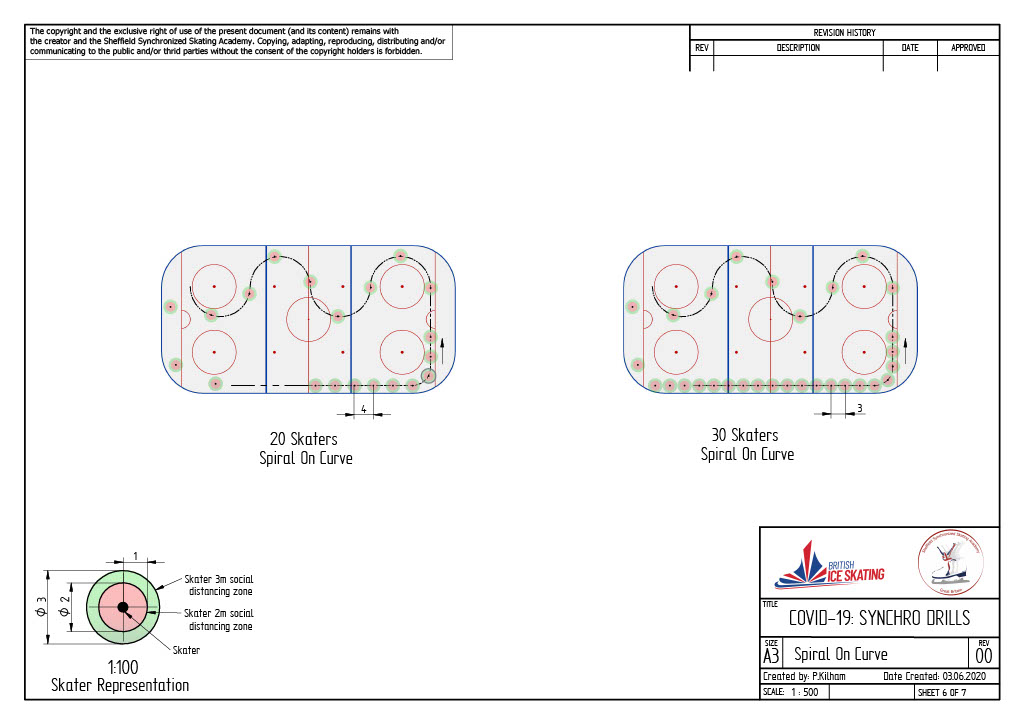 The copyright and the exclusive right of use of the present document (and its content) remains with
the creator and the Sheffield Synchronized Skating Academy. Copying, adapting, reproducing, distributing and/or
communicating to the public and/or thrid parties without the consent of the copyright holders is forbidden.
REVISION HISTORY
REV DESCRIPTION DATE APPROVED
4
20 Skaters
Spiral On Curve
3
30 Skaters
Spiral On Curve
1
Ø 3
Ø 2
Skater 3m social
distancing zone
Skater 2m social
distancing zone
Skater
1:100
Skater Representation
BRITISH
ICE SKATING
Sheffield Synchronized Skating Academy
Great Britain
TITLE
COVID-19: SYNCHRO DRILLS
SIZE
A3
Spiral On Curve
REV
00
Created by: P.Kilham Date Created: 03.06.2020
SCALE: 1 : 500 SHEET 6 OF 7